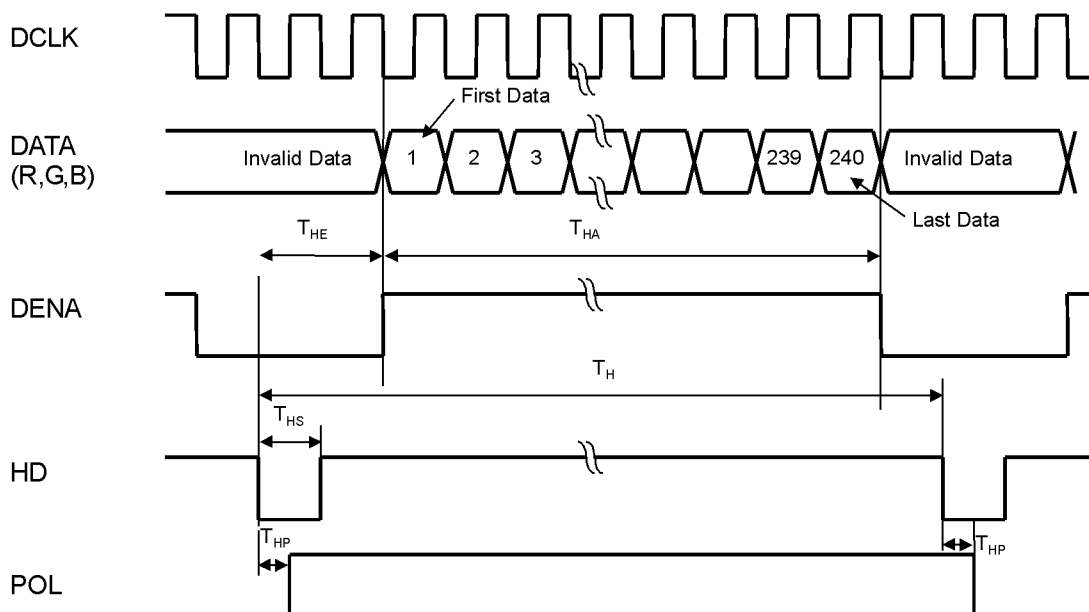 DCLK
First Data
DATA
(R,G,B)
Invalid Data 1 2 3 239 240 Invalid Data
Last Data
THE THA
DENA
TH
THS
HD
THP THP
POL